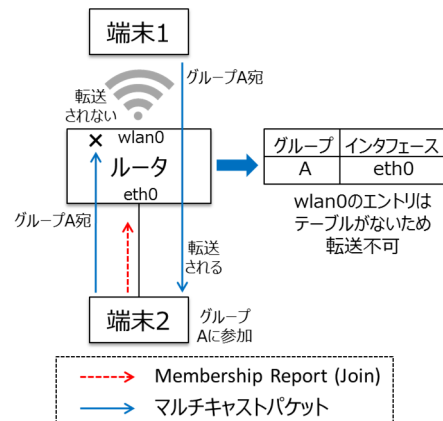 端末1
グループA宛
転送
されない
×
wlan0
ルータ
eth0
グループ インタフェース
A eth0
wlan0のエントリは
テーブルがないため
転送不可
グループA宛
転送
される
端末2
グループ
Aに参加
Membership Report (Join)
マルチキャストパケット